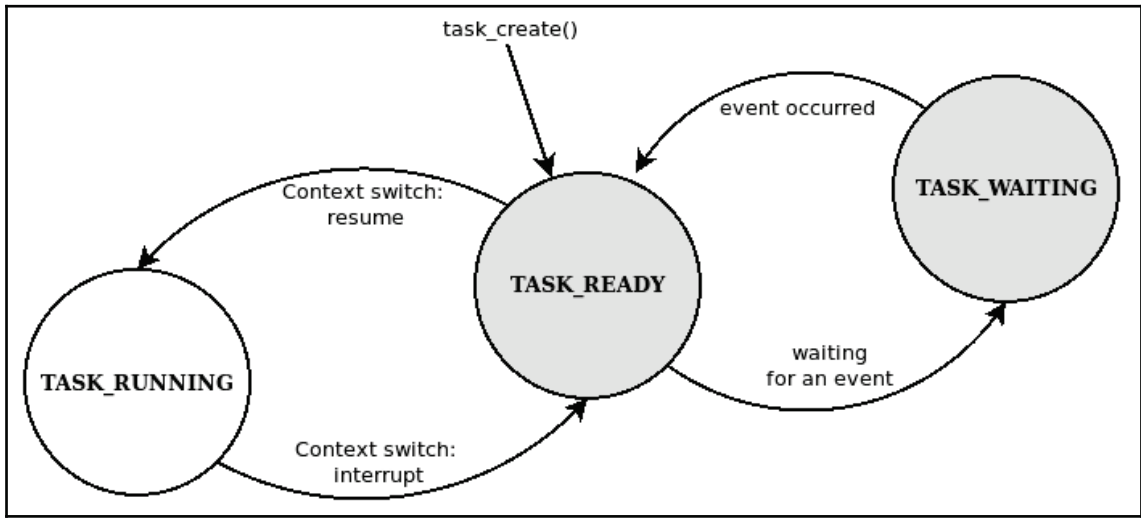 task_create()
event occurred
TASK_WAITING
Context switch:
resume
TASK_READY
TASK_RUNNING
waiting
for an event
Context switch:
interrupt